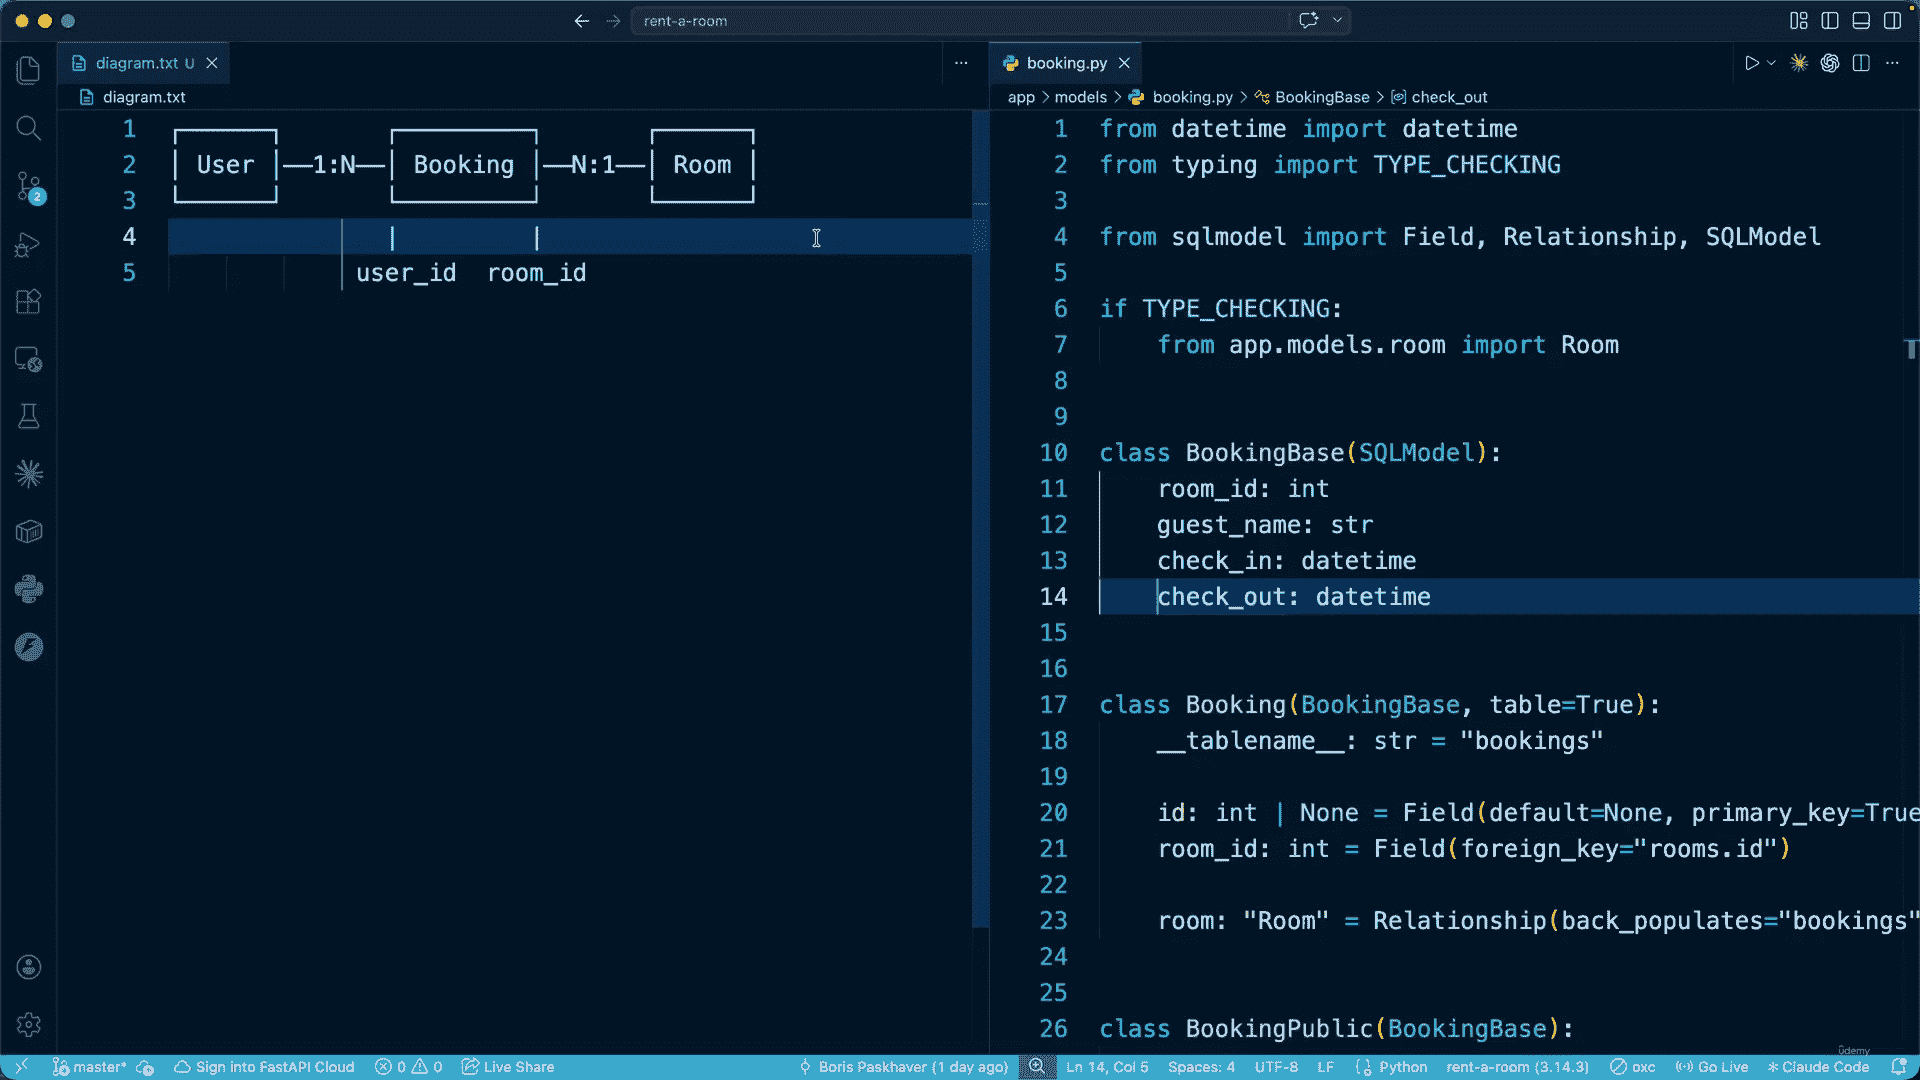 rent-a-room
diagram.txt U
diagram.txt
1
2 User 1:N Booking N:1 Room
3
4 | |
5 user_id room_id
booking.py
app > models > booking.py > BookingBase > check_out
1 from datetime import datetime
2 from typing import TYPE_CHECKING
3
4 from sqlmodel import Field, Relationship, SQLModel
5
6 if TYPE_CHECKING:
7 from app.models.room import Room
8
9
10 class BookingBase(SQLModel):
11 room_id: int
12 guest_name: str
13 check_in: datetime
14 check_out: datetime
15
16
17 class Booking(BookingBase, table=True):
18 __tablename__: str = "bookings"
19
20 id: int | None = Field(default=None, primary_key=True
21 room_id: int = Field(foreign_key="rooms.id")
22
23 room: "Room" = Relationship(back_populates="bookings"
24
25
26 class BookingPublic(BookingBase):
2
udemy
master* Sign into FastAPI Cloud 0 0 Live Share Boris Paskhaver (1 day ago) Ln 14, Col 5 Spaces: 4 UTF-8 LF Python rent-a-room (3.14.3) oxc Go Live Claude Code